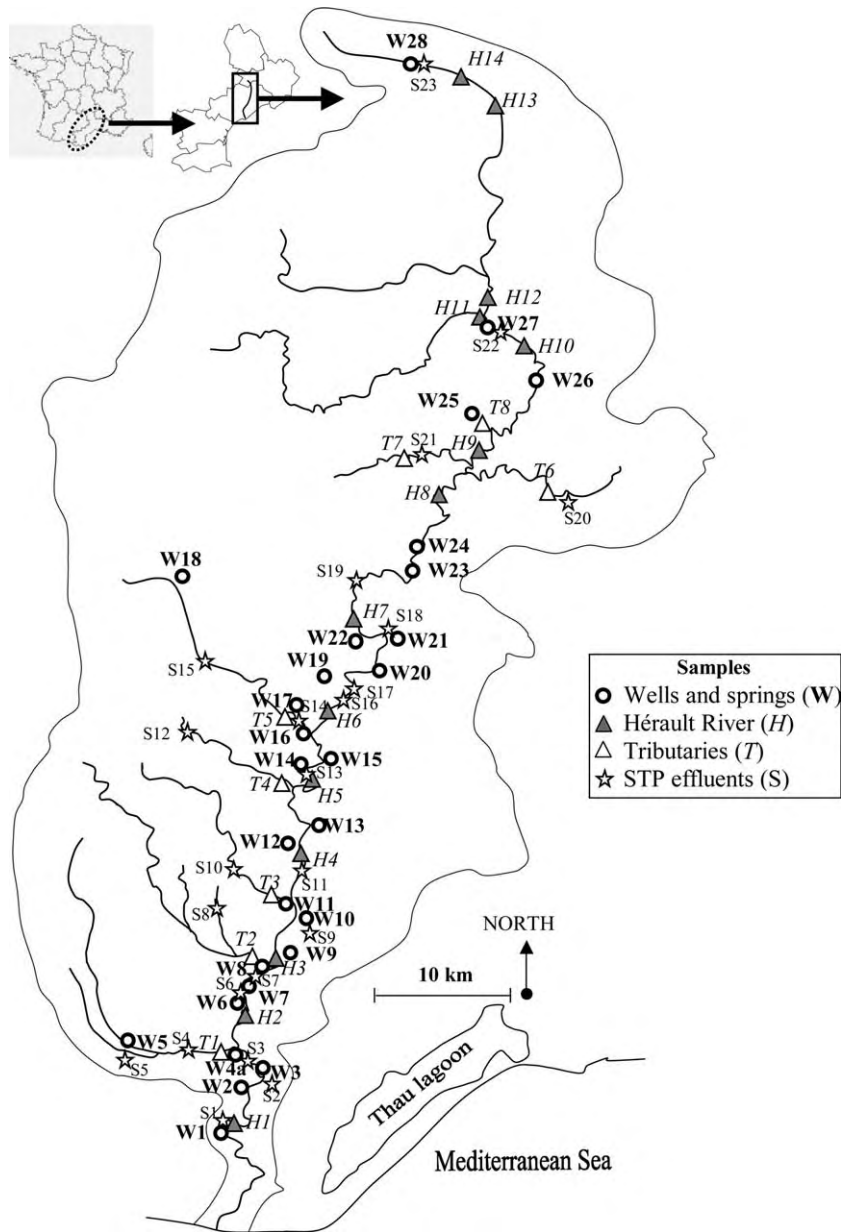 W28
H14
S23
H13
H12
H11
W27
S22
H10
W26
W25
T8
T7
S21
H9
T6
H8
S20
W24
W18
S19
W23
H7
S18
W22
W21
W19
W20
S15
S17
W17
S14
S16
T5
H6
S12
W16
W14
W15
S13
T4
H5
W13
W12
H4
S10
S11
T3
W11
S8
W10
S9
T2
W9
W8
H3
S7
S6
W7
W6
H2
W5
S4
T1
S3
S5
W4a
W3
W2
S2
S1
H1
W1
Samples
Wells and springs (W)
Hérault River (H)
Tributaries (T)
STP effluents (S)
NORTH
10 km
Thau lagoon
Mediterranean Sea